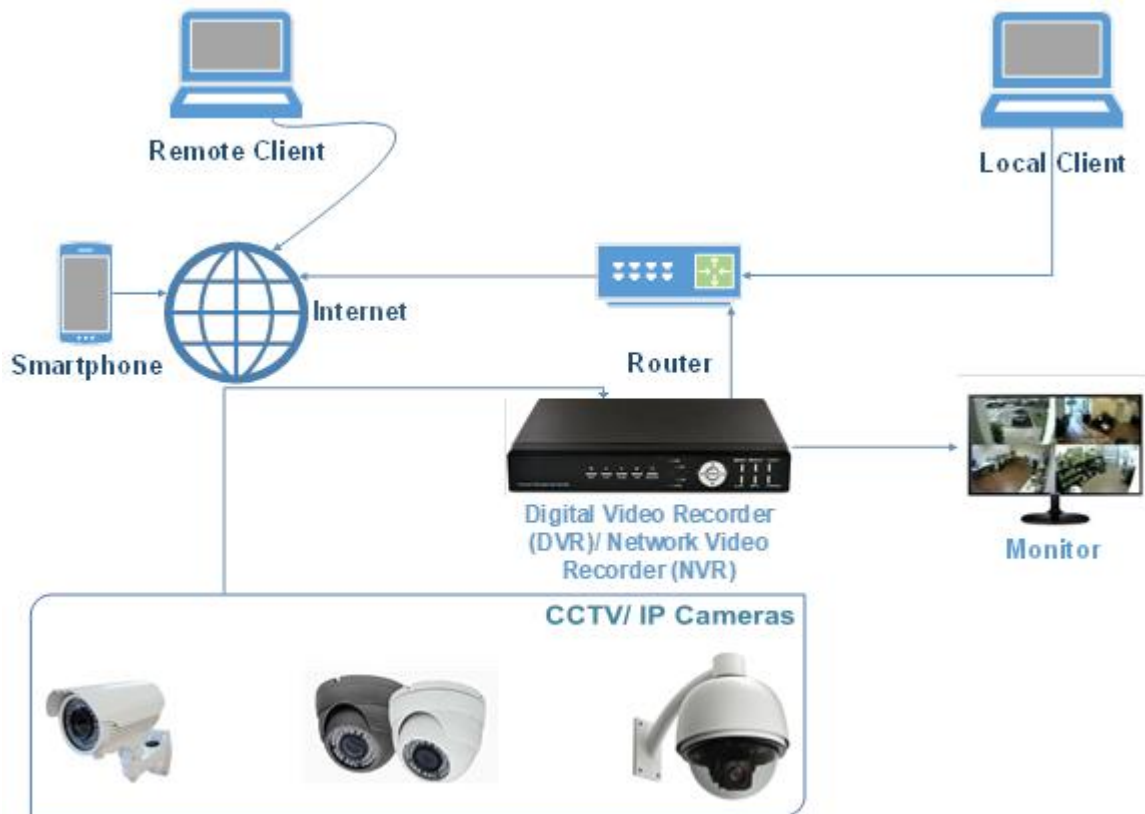 Remote Client
Local Client
Internet
Smartphone
Router
Digital Video Recorder
(DVR)/ Network Video
Recorder (NVR)
Monitor
CCTV/ IP Cameras